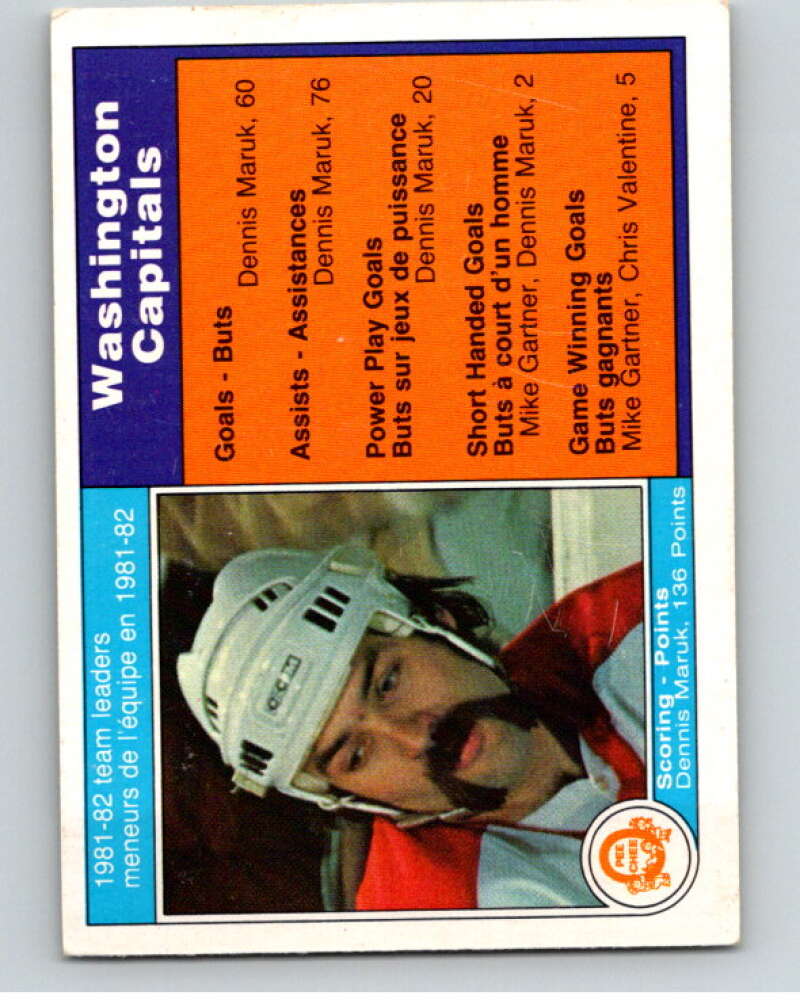 1981-82 team leaders
meneurs de l'équipe en 1981-82
Washington
Capitals
Goals - Buts
Dennis Maruk, 60
Assists - Assistances
Dennis Maruk, 76
Power Play Goals
Buts sur jeux de puissance
Dennis Maruk, 20
Short Handed Goals
Buts à court d'un homme
Mike Gartner, Dennis Maruk, 2
Game Winning Goals
Buts gagnants
Mike Gartner, Chris Valentine, 5
CCM
Scoring - Points
Dennis Maruk, 136 Points
O
PEE
CHEE